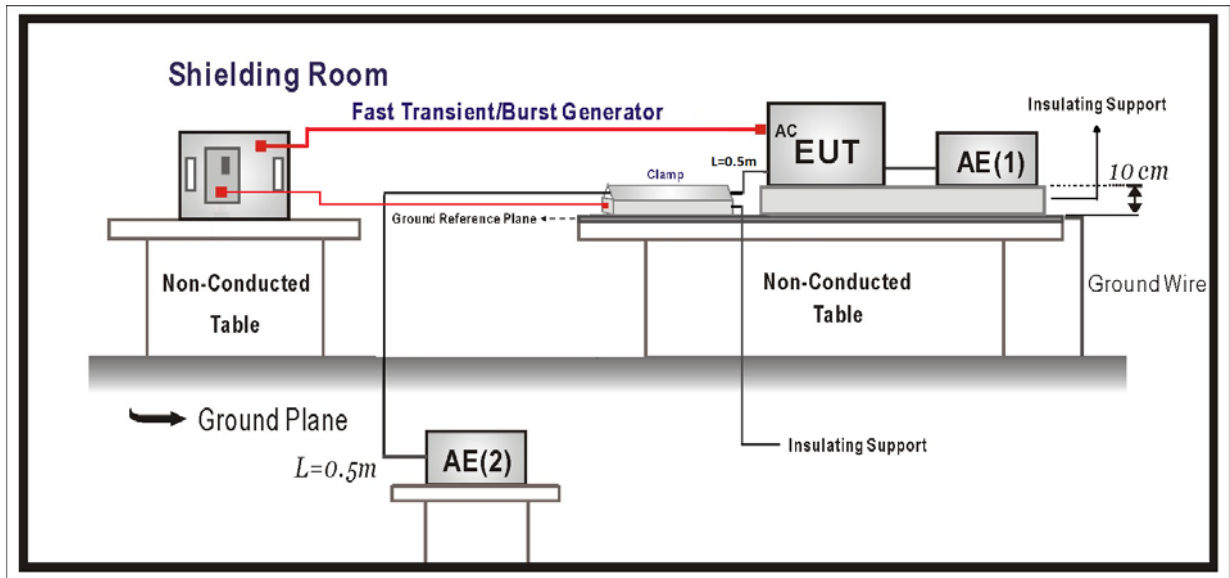 Shielding Room
Fast Transient/Burst Generator
Insulating Support
AC
EUT
AE(1)
L=0.5m
10 cm
Clamp
Ground Reference Plane
Non-Conducted
Table
Non-Conducted
Table
Ground Wire
Ground Plane
L=0.5m
AE(2)
Insulating Support